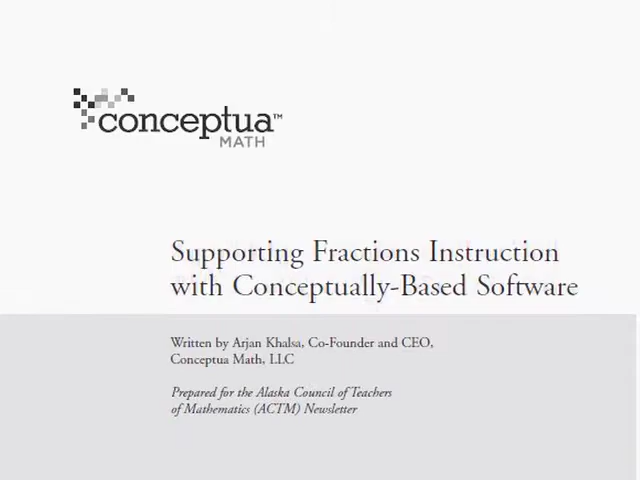 conceptua™
MATH
Supporting Fractions Instruction
with Conceptually-Based Software
Written by Arjan Khalsa, Co-Founder and CEO,
Conceptua Math, LLC
Prepared for the Alaska Council of Teachers
of Mathematics (ACTM) Newsletter